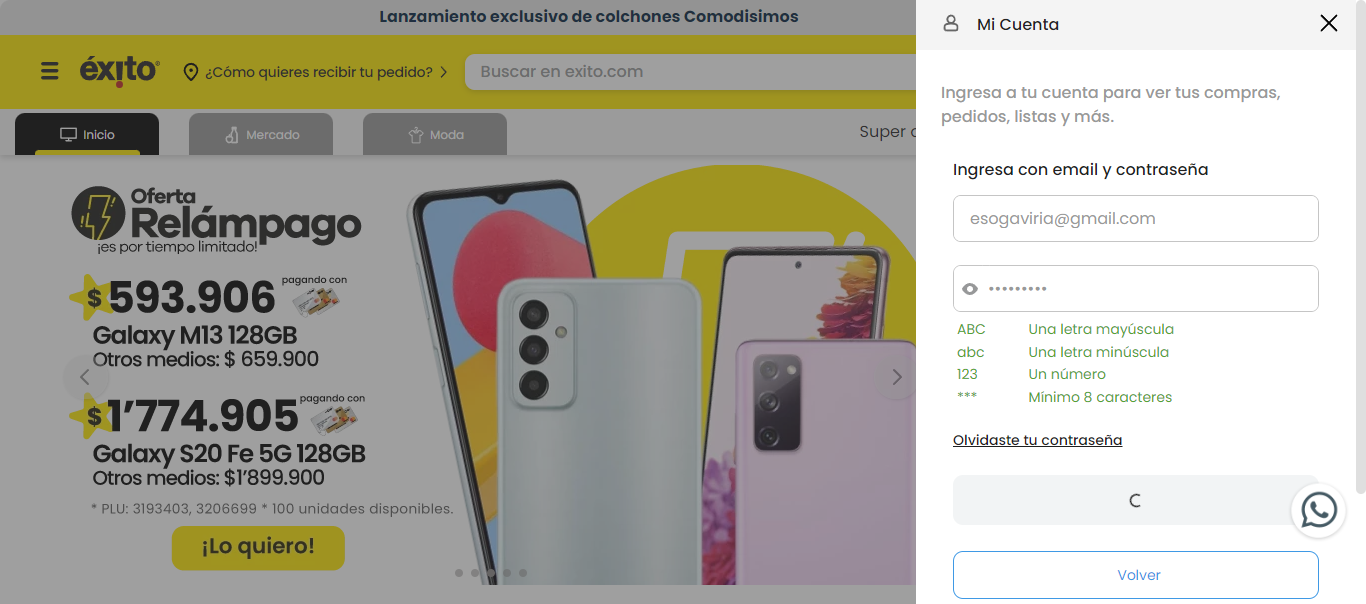 Lanzamiento exclusivo de colchones Comodisimos
éxito
¿Cómo quieres recibir tu pedido?
Buscar en exito.com
Inicio
Mercado
Moda
Oferta
Relámpago
¡es por tiempo limitado!
$593.906 pagando con
Galaxy M13 128GB
Otros medios: $ 659.900
$1'774.905 pagando con
Galaxy S20 Fe 5G 128GB
Otros medios: $1'899.900
* PLU: 3193403, 3206699 * 100 unidades disponibles.
¡Lo quiero!
Super
Mi Cuenta
Ingresa a tu cuenta para ver tus compras,
pedidos, listas y más.
Ingresa con email y contraseña
esogaviria@gmail.com
•••••••••
ABC Una letra mayúscula
abc Una letra minúscula
123 Un número
*** Mínimo 8 caracteres
Olvidaste tu contraseña
Volver